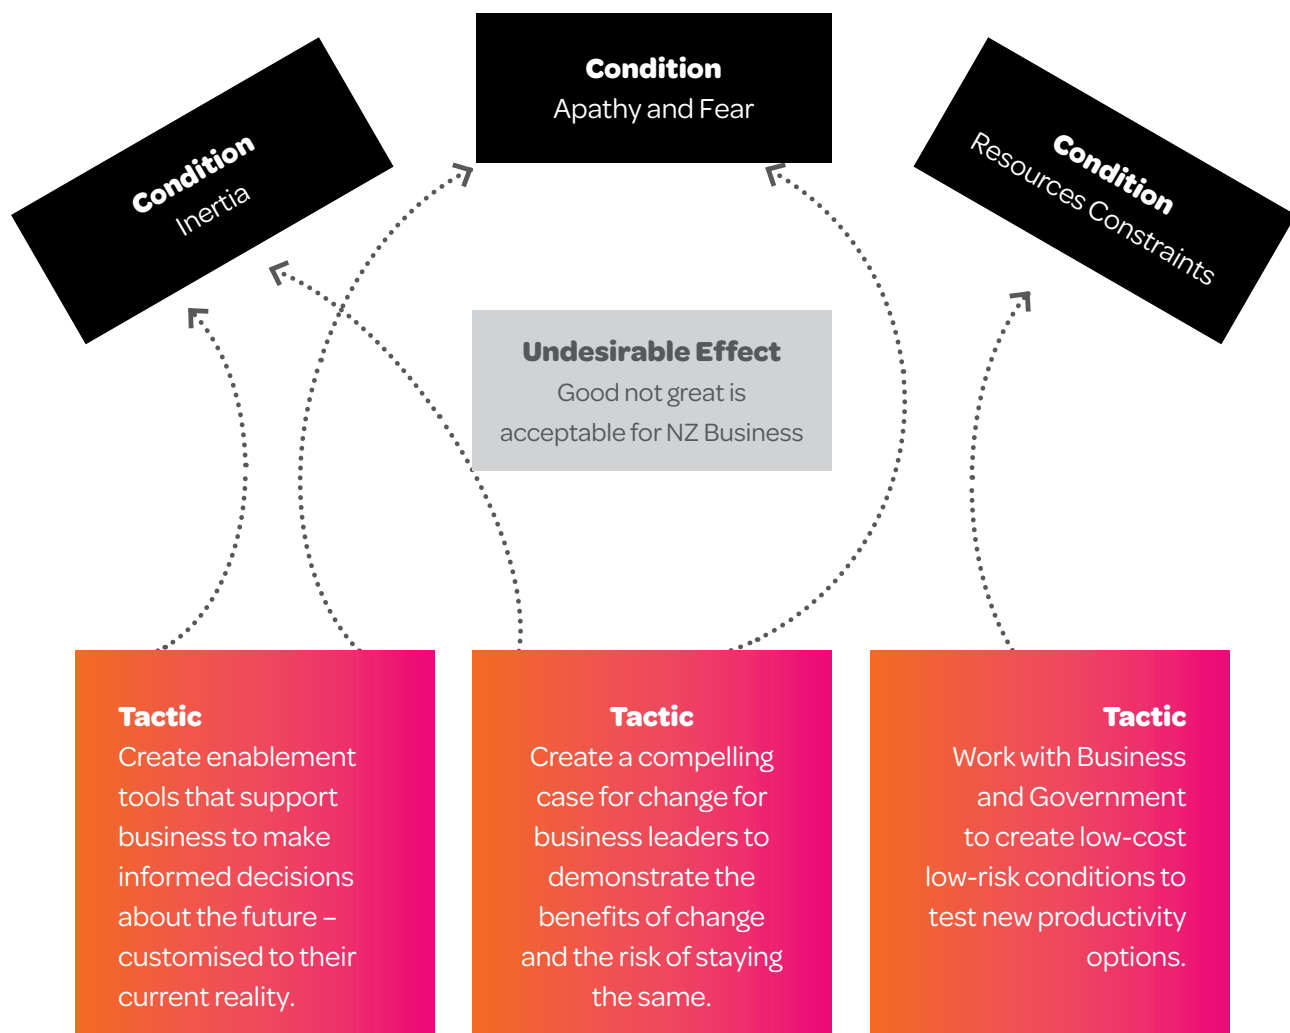 Condition
Inertia
Condition
Apathy and Fear
Condition
Resources Constraints
Undesirable Effect
Good not great is
acceptable for NZ Business
Tactic
Create enablement
tools that support
business to make
informed decisions
about the future –
customised to their
current reality.
Tactic
Create a compelling
case for change for
business leaders to
demonstrate the
benefits of change
and the risk of staying
the same.
Tactic
Work with Business
and Government
to create low-cost
low-risk conditions to
test new productivity
options.